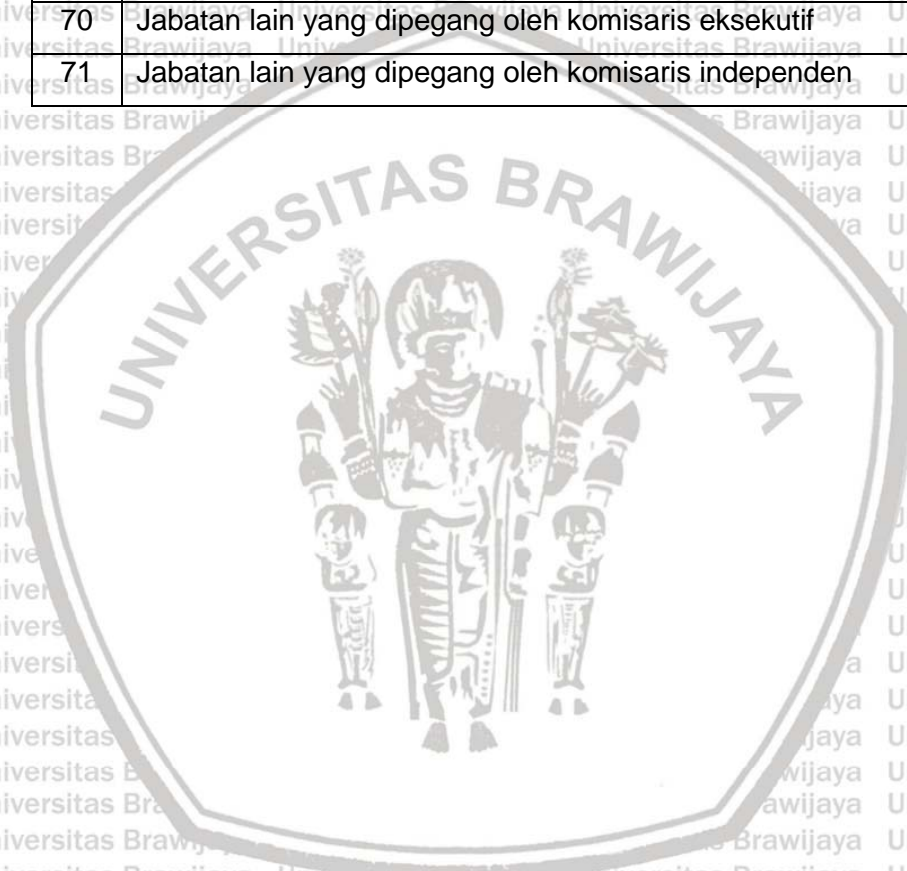 70 Jabatan lain yang dipegang oleh komisaris eksekutif
71 Jabatan lain yang dipegang oleh komisaris independen
UNIVERSITAS BRAWIJAYA